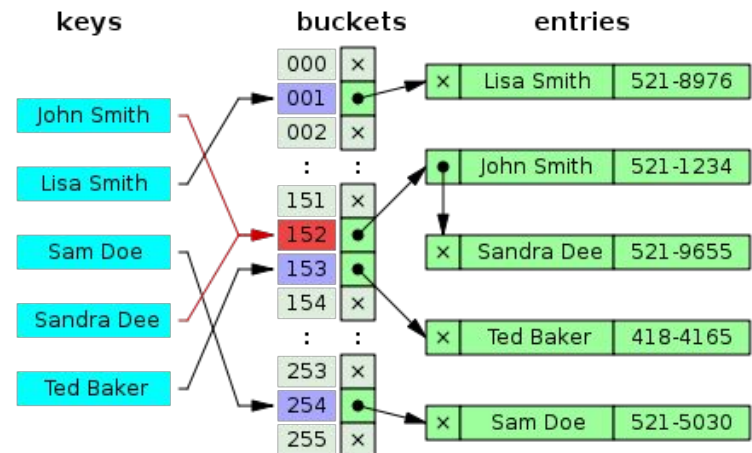 keys buckets entries
000 ×
× Lisa Smith 521-8976
001
John Smith
002 ×
: :
John Smith 521-1234
Lisa Smith
151 ×
152
Sam Doe
× Sandra Dee 521-9655
153
154 ×
Sandra Dee
: :
× Ted Baker 418-4165
253 ×
Ted Baker
254
× Sam Doe 521-5030
255 ×